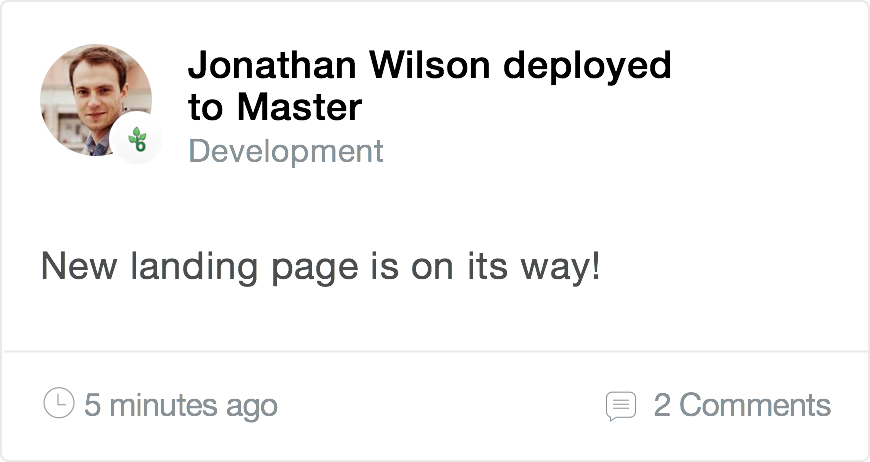 Jonathan Wilson deployed
to Master
Development
New landing page is on its way!
5 minutes ago
2 Comments